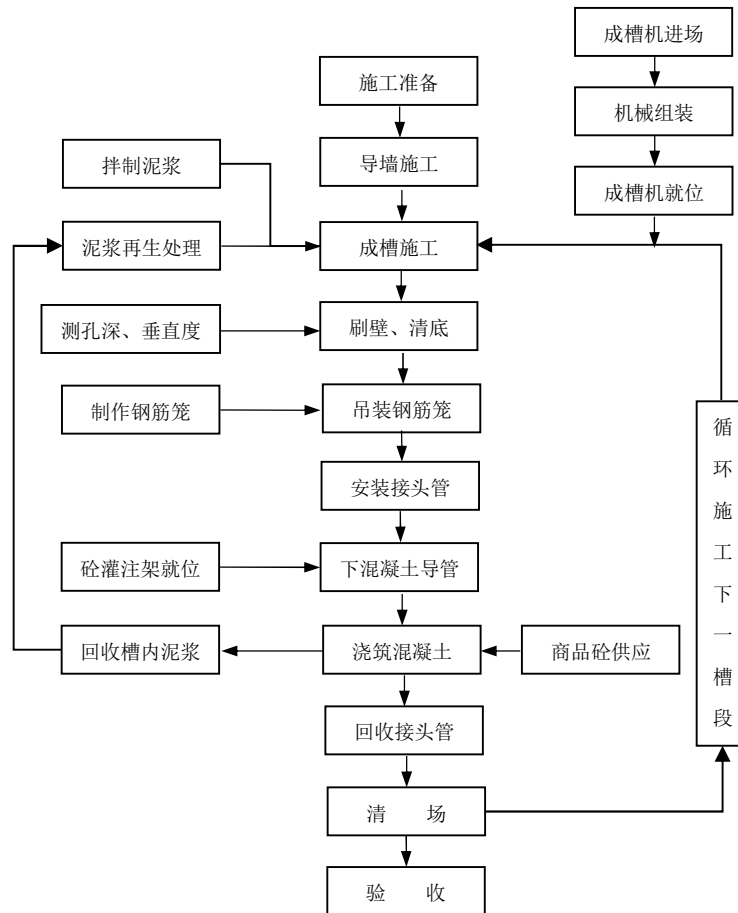 成槽机进场
施工准备
机械组装
拌制泥浆
导墙施工
成槽机就位
泥浆再生处理
成槽施工
测孔深、垂直度
刷壁、清底
制作钢筋笼
吊装钢筋笼
循环施工下一槽段
安装接头管
砼灌注架就位
下混凝土导管
回收槽内泥浆
浇筑混凝土
商品砼供应
回收接头管
清 场
验 收